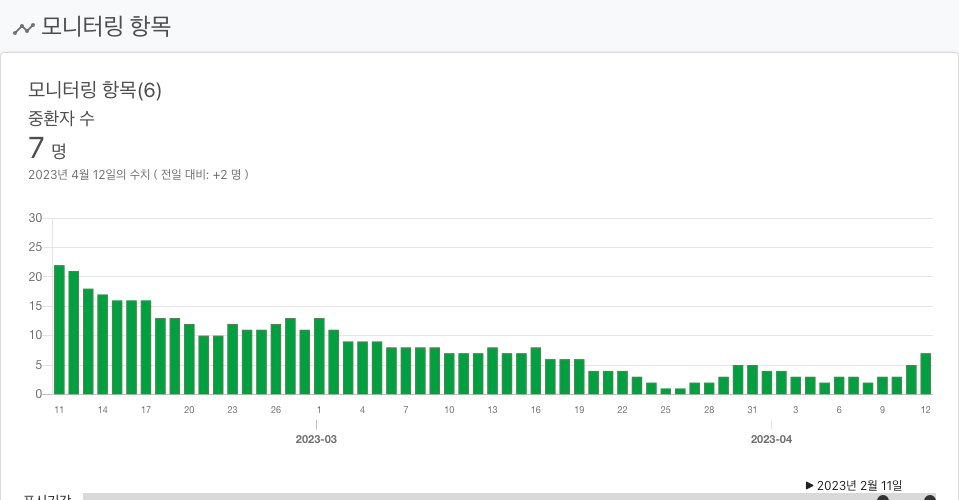 모니터링 항목
모니터링 항목(6)
중환자 수
7 명
2023년 4월 12일의 수치 ( 전일 대비: +2 명 )
30
25
20
15
10
5
0
11 14 17 20 23 26 1 4 7 10 13 16 19 22 25 28 31 3 6 9 12
2023-03 2023-04
▶ 2023년 2월 11일
표시기간